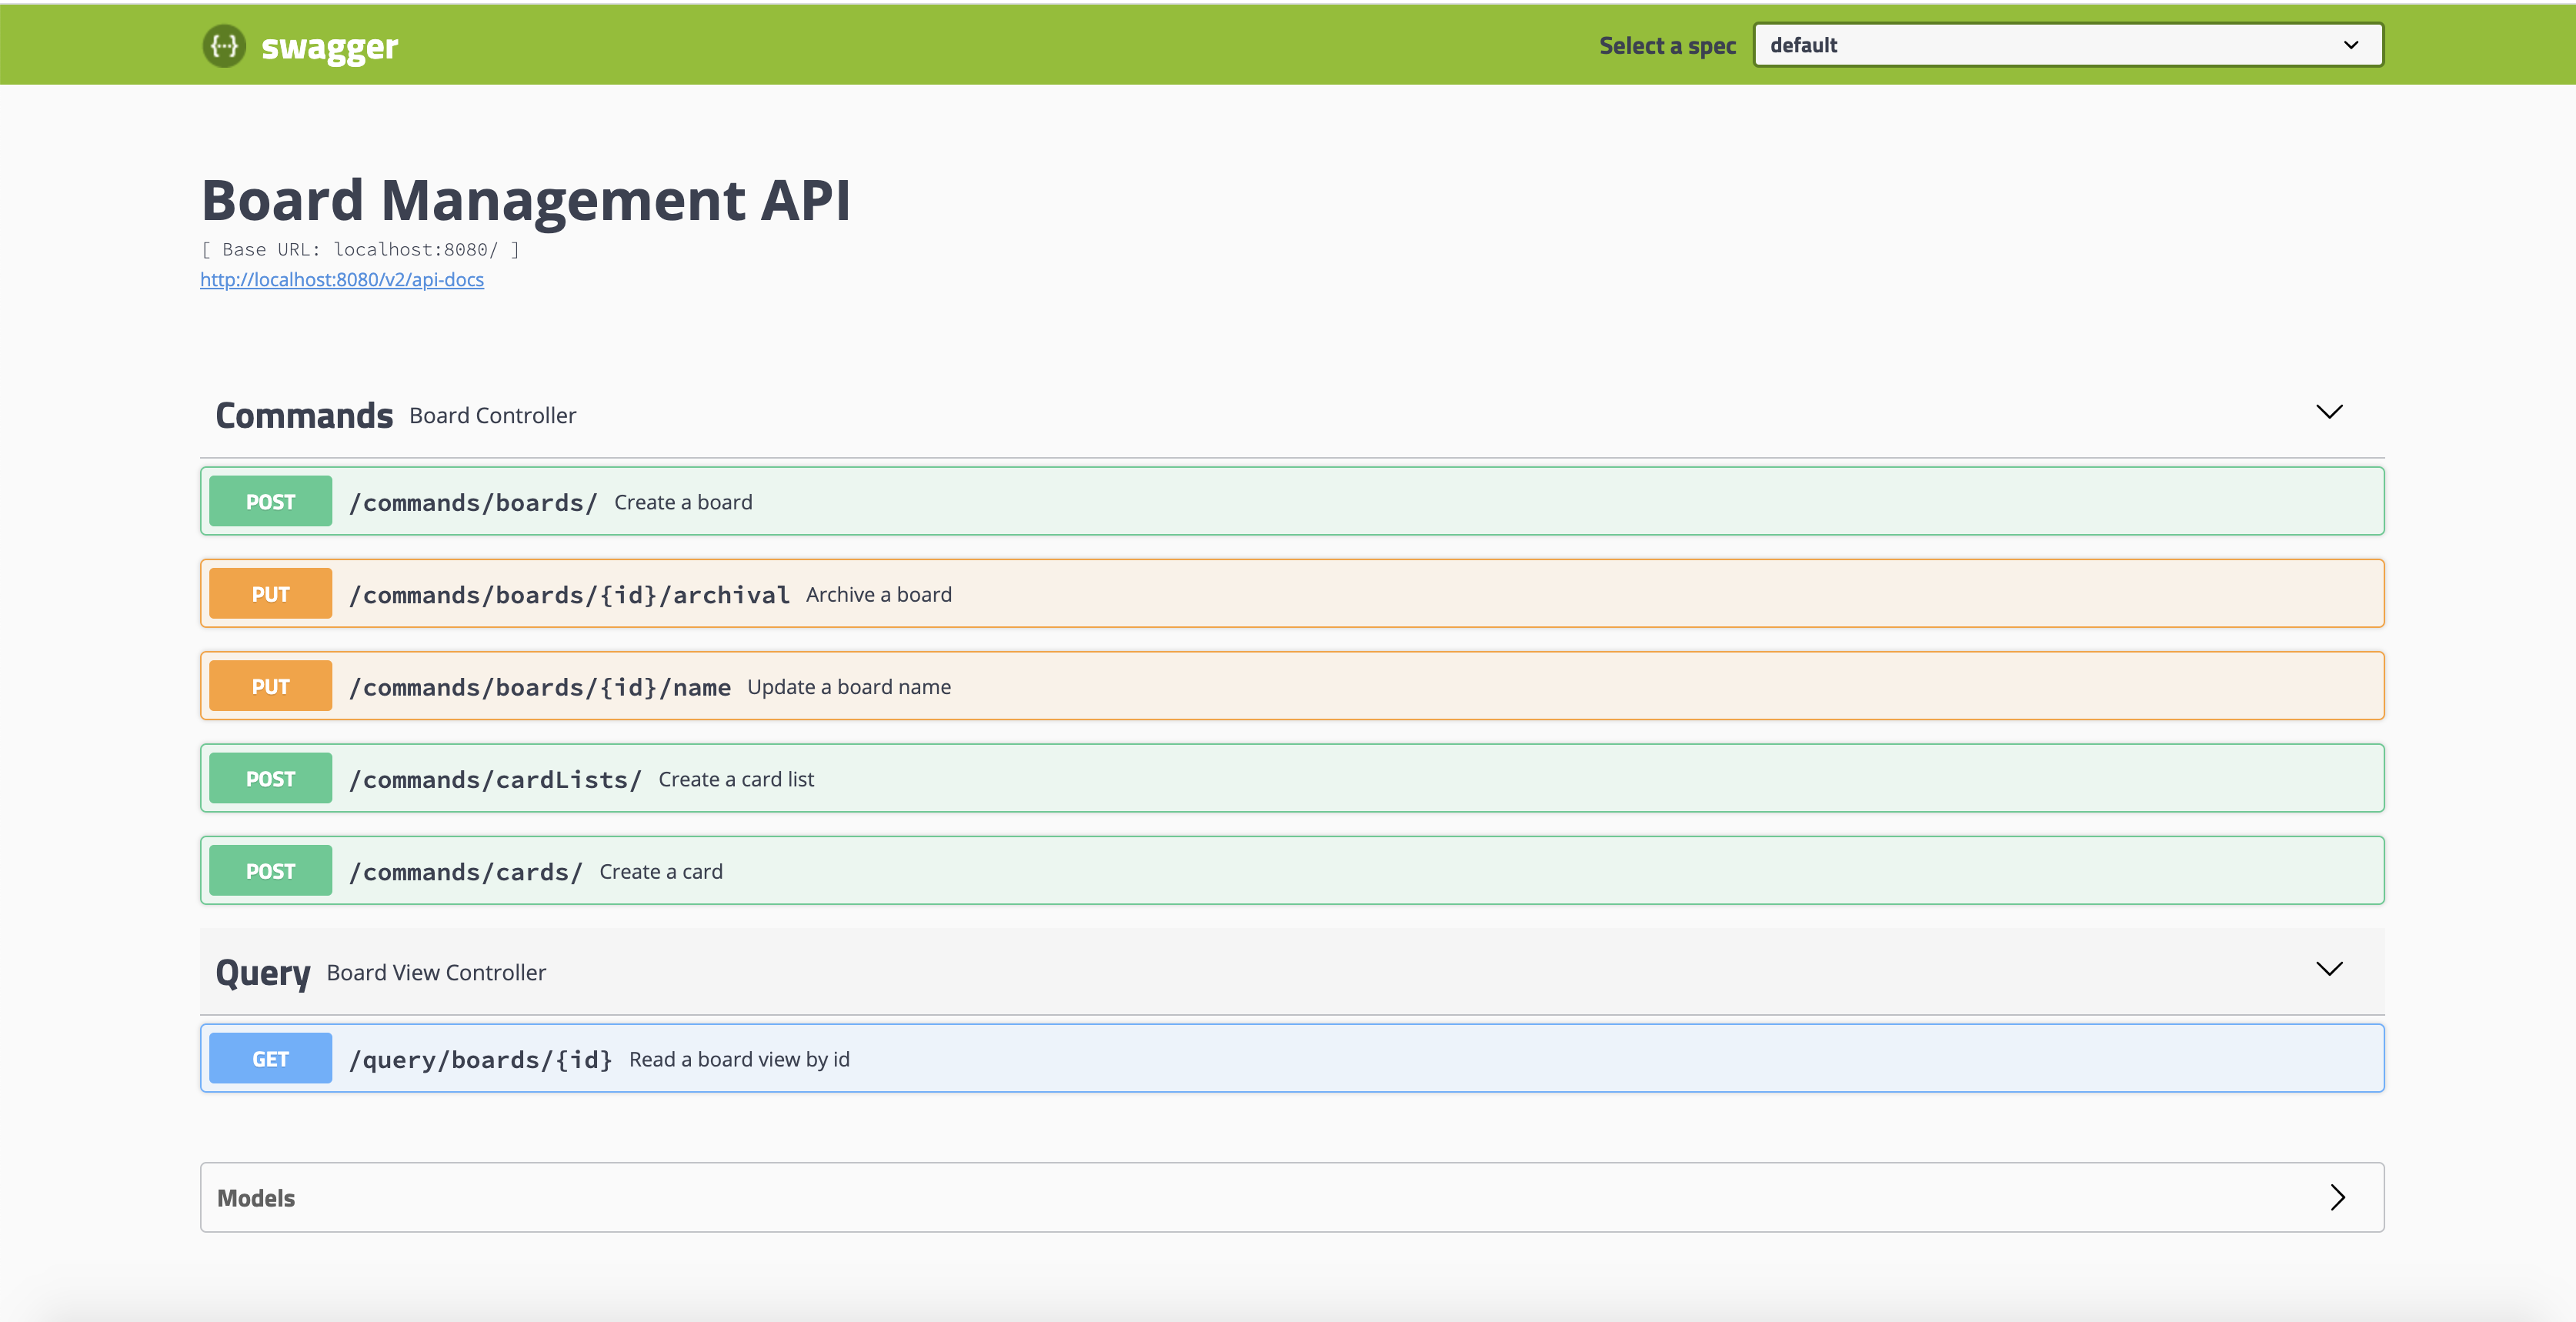 swagger
Select a spec default
Board Management API
[ Base URL: localhost:8080/ ]
http://localhost:8080/v2/api-docs
Commands Board Controller
POST /commands/boards/ Create a board
PUT /commands/boards/{id}/archival Archive a board
PUT /commands/boards/{id}/name Update a board name
POST /commands/cardLists/ Create a card list
POST /commands/cards/ Create a card
Query Board View Controller
GET /query/boards/{id} Read a board view by id
Models